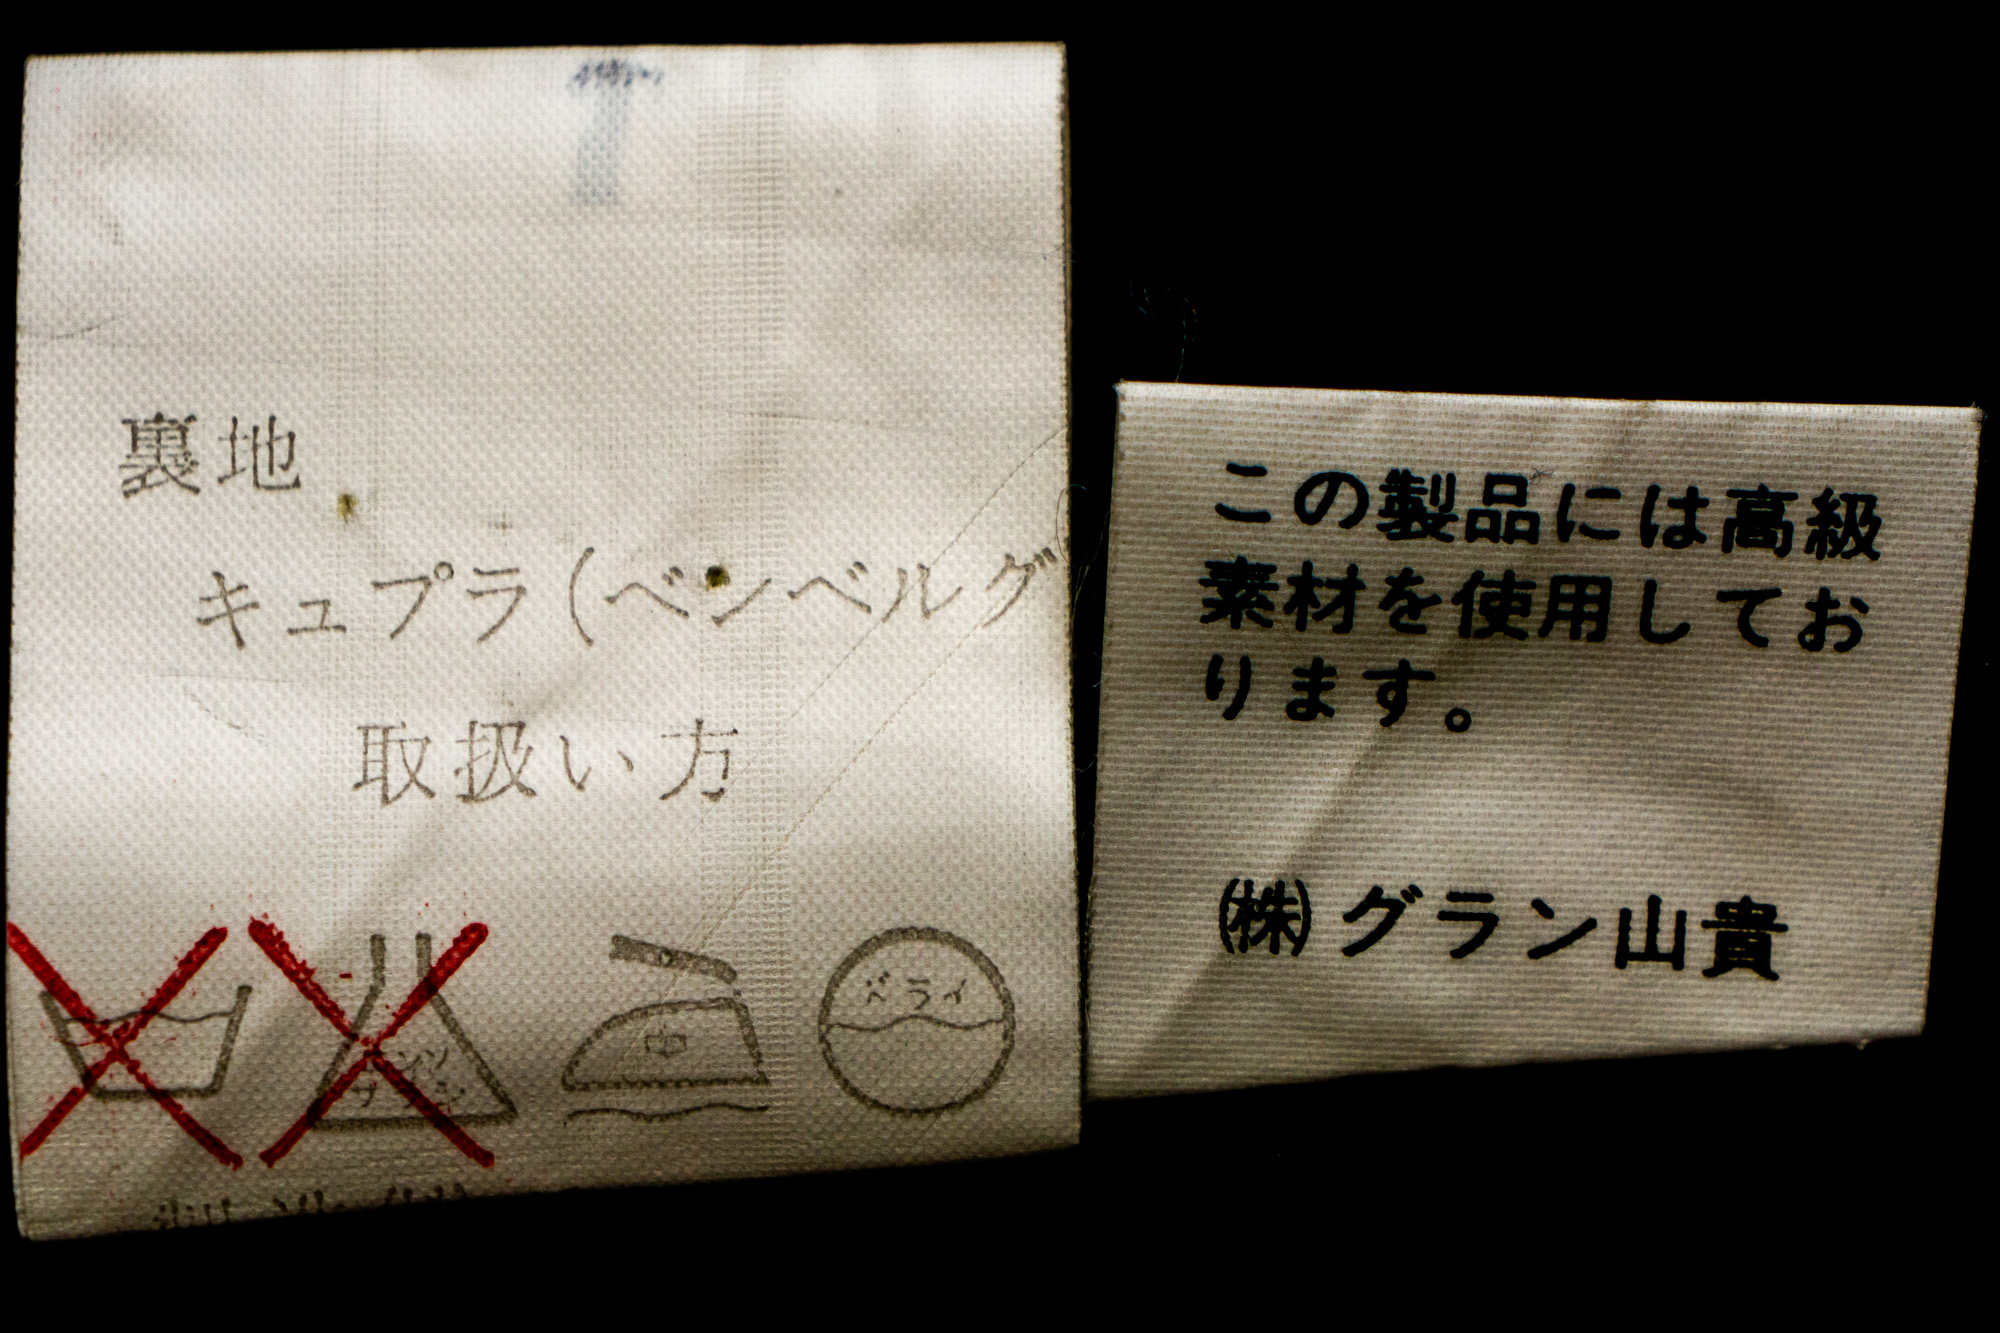 裏地
キュプラ(ベンベルグ
取扱い方
中
ドライ
この製品には高級
素材を使用してお
ります。
㈱グラン山貴